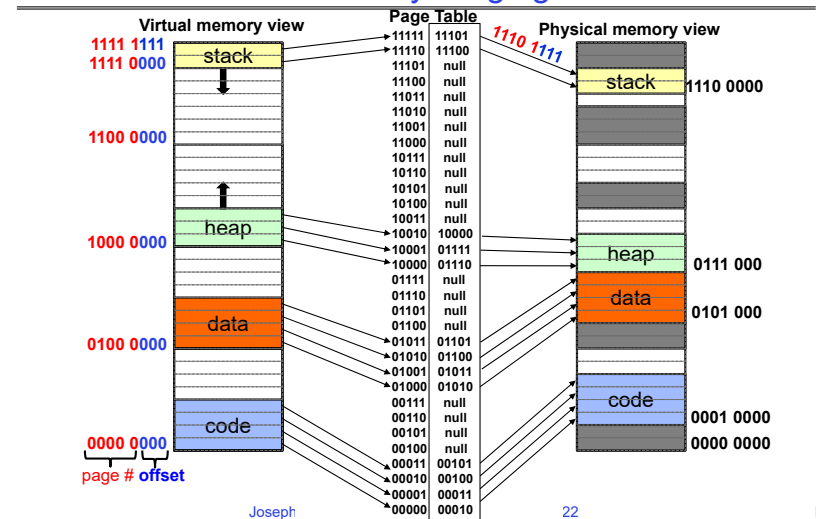 Virtual memory view
1111 1111
stack
1111 0000
1100 0000
heap
1000 0000
data
0100 0000
code
0000 0000
page # offset
Page Table
11111 11101
11110 11100
11101 null
11100 null
11011 null
11010 null
11001 null
11000 null
10111 null
10110 null
10101 null
10100 null
10011 null
10010 10000
10001 01111
10000 01110
01111 null
01110 null
01101 null
01100 null
01011 01101
01010 01100
01001 01011
01000 01010
00111 null
00110 null
00101 null
00100 null
00011 00101
00010 00100
00001 00011
00000 00010
1110 1111
Physical memory view
stack
1110 0000
heap
0111 000
data
0101 000
code
0001 0000
0000 0000
Joseph
22